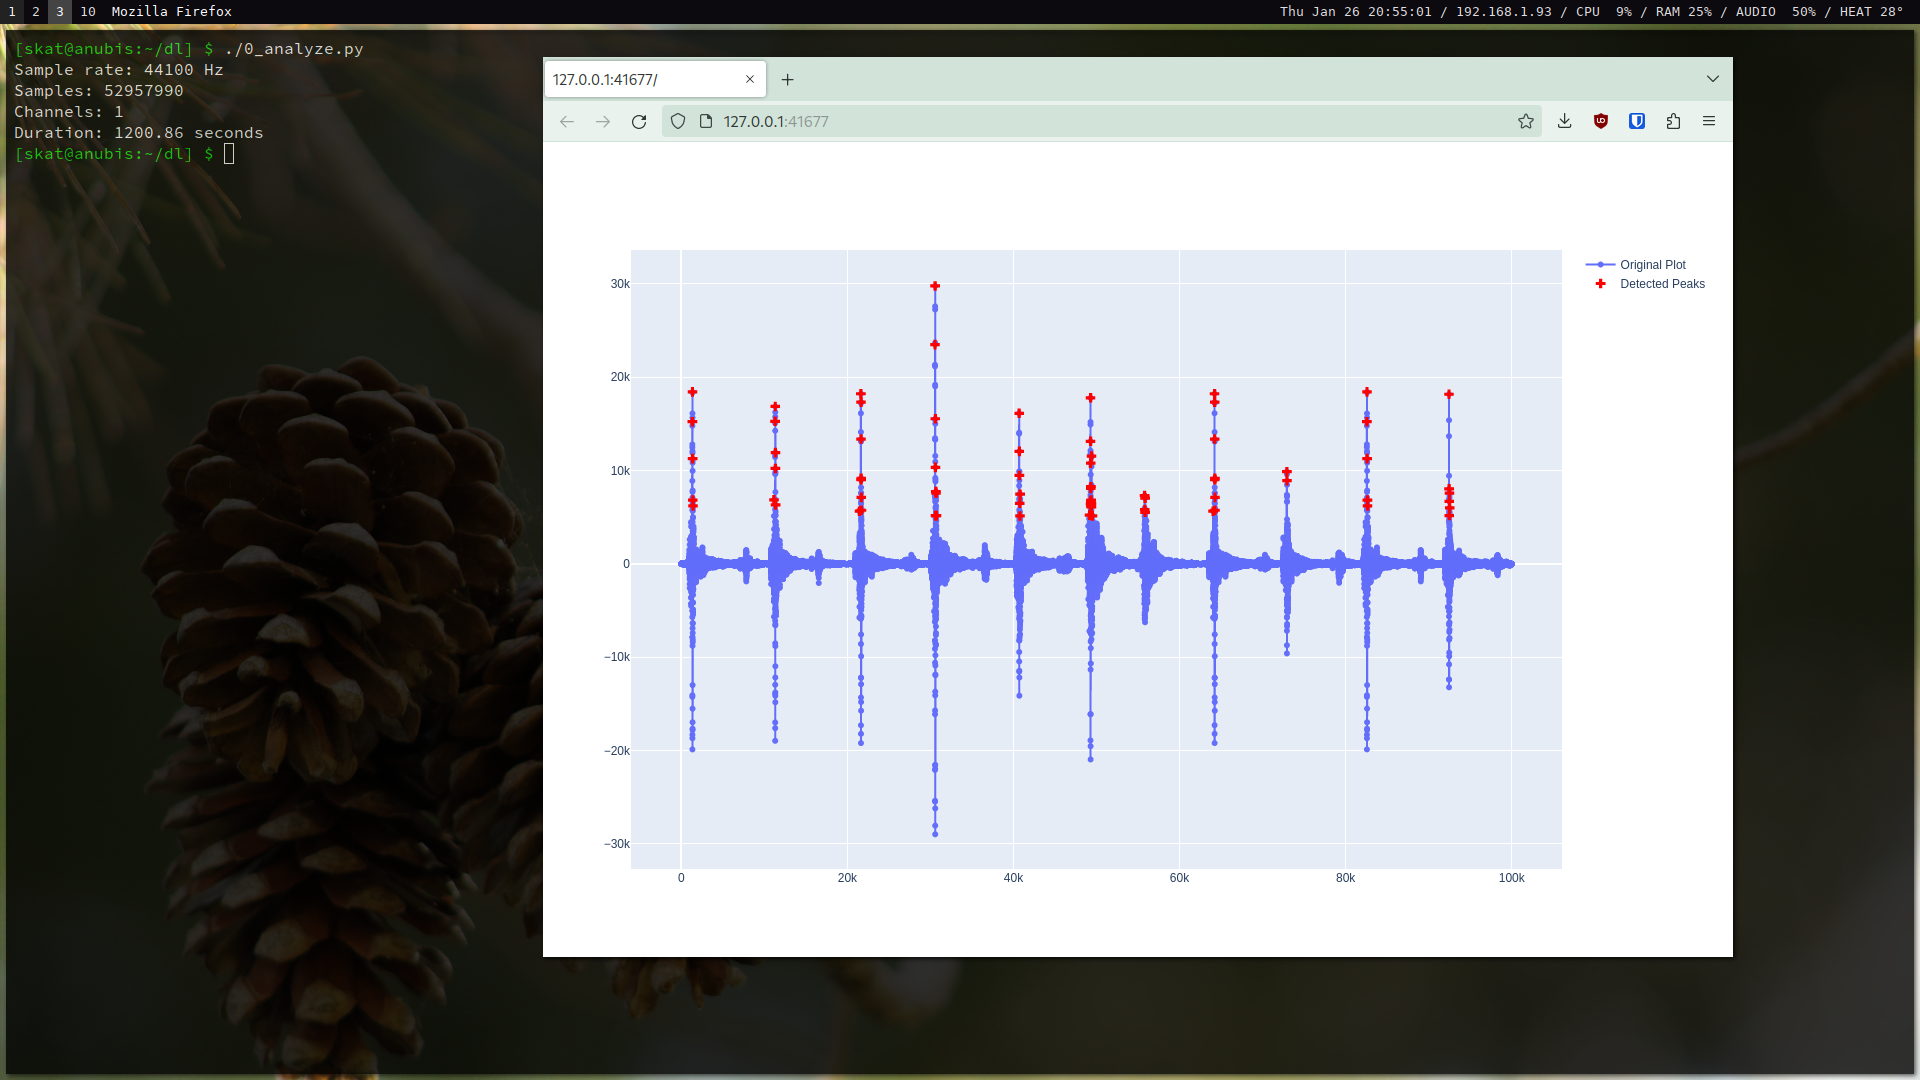 1 2 3 10 Mozilla Firefox
Thu Jan 26 20:55:01 / 192.168.1.93 / CPU  9% / RAM 25% / AUDIO  50% / HEAT 28°
[skat@anubis:~/dl] $ ./0_analyze.py
Sample rate: 44100 Hz
Samples: 52957990
Channels: 1
Duration: 1200.86 seconds
[skat@anubis:~/dl] $
127.0.0.1:41677/
127.0.0.1:41677
Original Plot
Detected Peaks
30k
20k
10k
0
−10k
−20k
−30k
0 20k 40k 60k 80k 100k